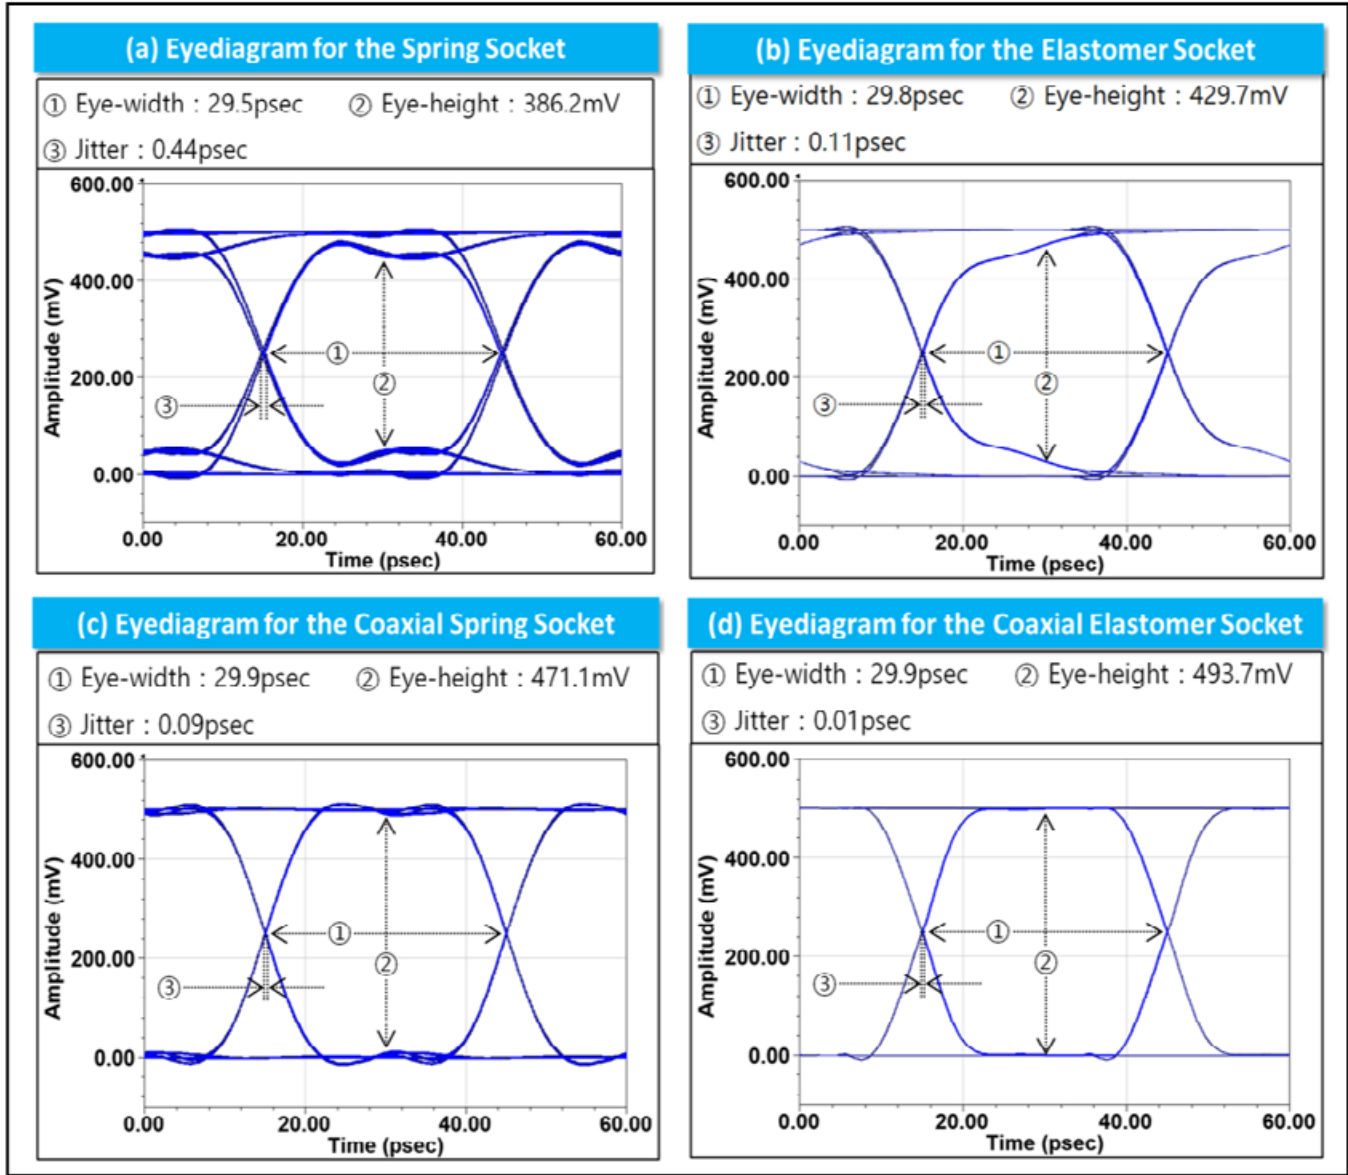 (a) Eyediagram for the Spring Socket
① Eye-width : 29.5psec ② Eye-height : 386.2mV
③ Jitter : 0.44psec
600.00
400.00
200.00
0.00
Amplitude (mV)
①
②
③
0.00 20.00 40.00 60.00
Time (psec)
(b) Eyediagram for the Elastomer Socket
① Eye-width : 29.8psec ② Eye-height : 429.7mV
③ Jitter : 0.11psec
600.00
400.00
200.00
0.00
Amplitude (mV)
①
②
③
0.00 20.00 40.00 60.00
Time (psec)
(c) Eyediagram for the Coaxial Spring Socket
① Eye-width : 29.9psec ② Eye-height : 471.1mV
③ Jitter : 0.09psec
600.00
400.00
200.00
0.00
Amplitude (mV)
①
②
③
0.00 20.00 40.00 60.00
Time (psec)
(d) Eyediagram for the Coaxial Elastomer Socket
① Eye-width : 29.9psec ② Eye-height : 493.7mV
③ Jitter : 0.01psec
600.00
400.00
200.00
0.00
Amplitude (mV)
①
②
③
0.00 20.00 40.00 60.00
Time (psec)